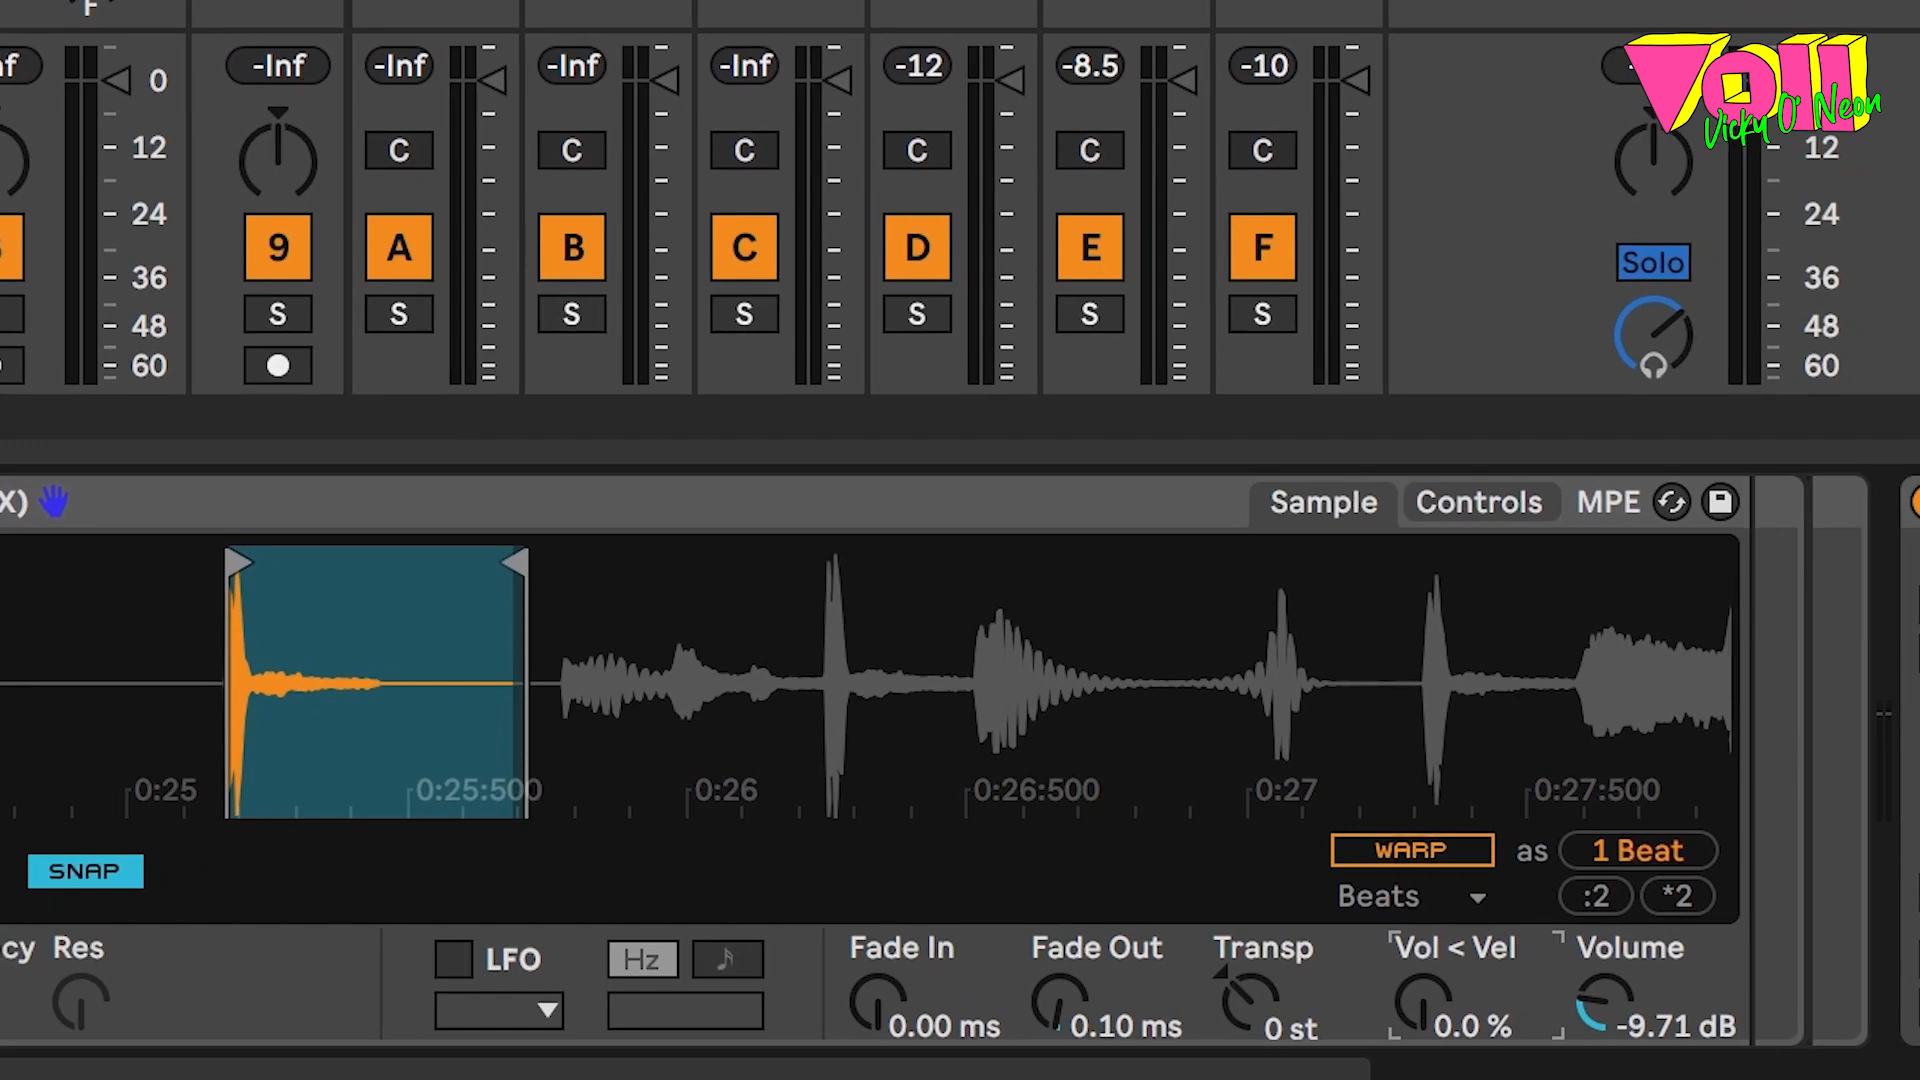 F
-Inf -Inf -Inf -Inf -12 -8.5 -10
Voll
Vicky O' Neon
0
12
24
36
48
60
C C C C C C
9 A B C D E F
S S S S S S S
12
24
36
48
60
Solo
X)
Sample Controls MPE
0:25 0:25:500 0:26 0:26:500 0:27 0:27:500
SNAP
WARP as 1 Beat
Beats :2 *2
cy Res
LFO Hz
Fade In Fade Out Transp Vol < Vel Volume
0.00 ms 0.10 ms 0 st 0.0 % -9.71 dB